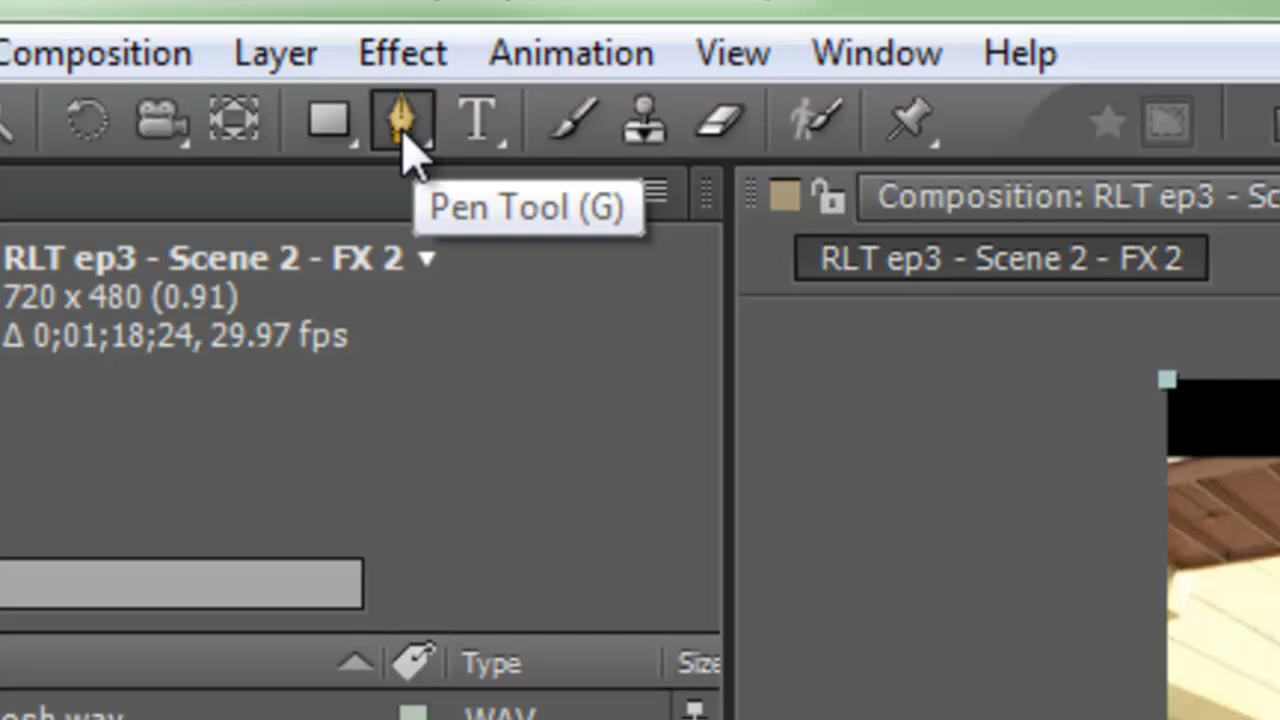 Composition Layer Effect Animation View Window Help
T
Pen Tool (G)
Composition: RLT ep3 - Sc
RLT ep3 - Scene 2 - FX 2
RLT ep3 - Scene 2 - FX 2
720 x 480 (0.91)
Δ 0;01;18;24, 29.97 fps
Type Size
osh.wav WAV